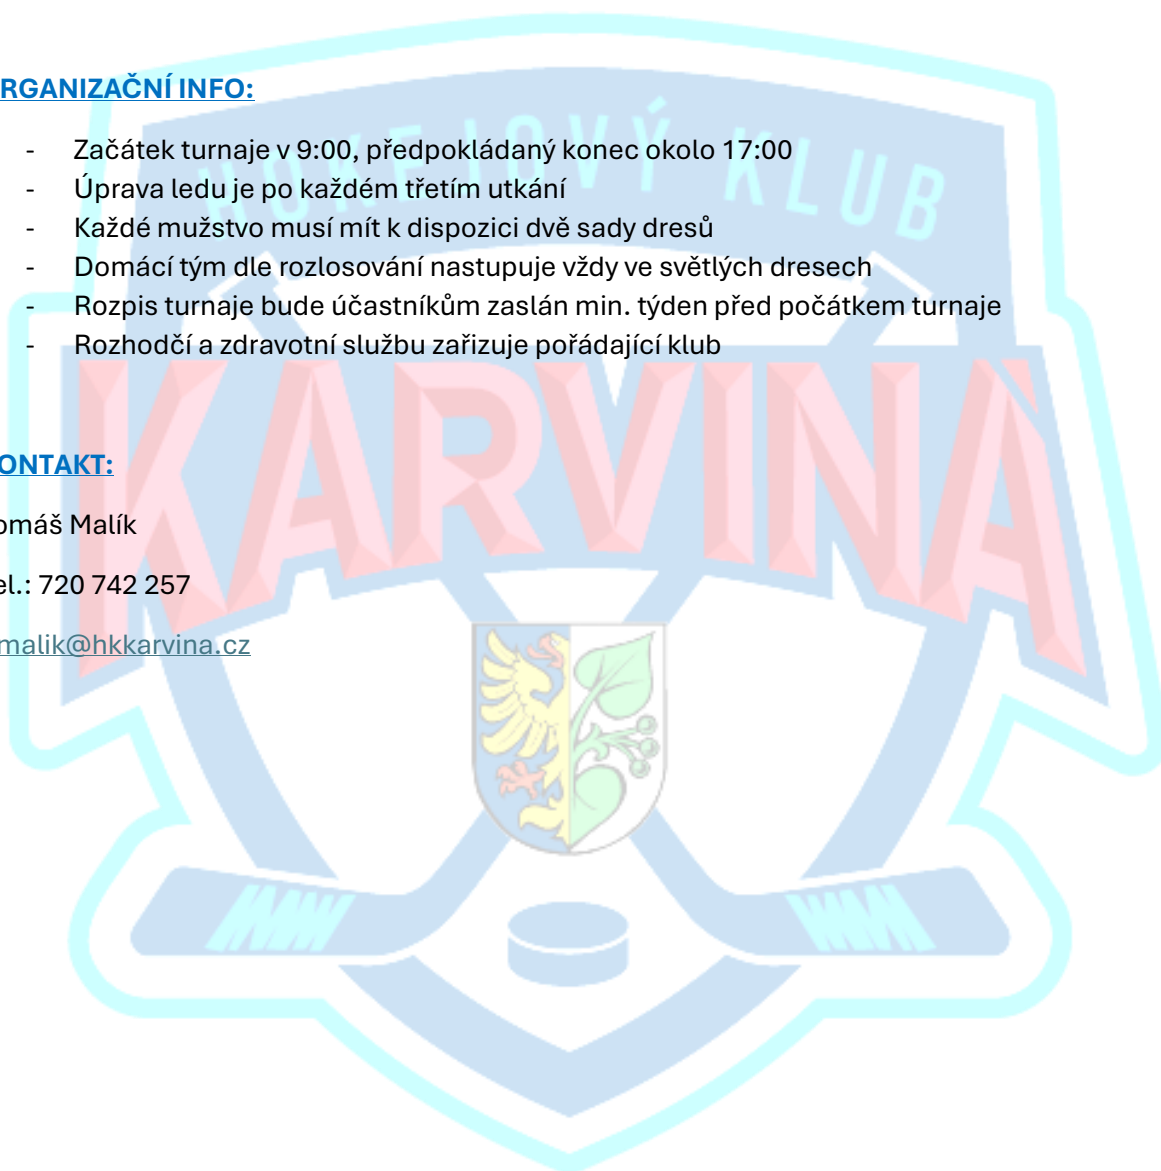 RGANIZAČNÍ INFO:
- Začátek turnaje v 9:00, předpokládaný konec okolo 17:00
- Úprava ledu je po každém třetím utkání
- Každé mužstvo musí mít k dispozici dvě sady dresů
- Domácí tým dle rozlosování nastupuje vždy ve světlých dresech
- Rozpis turnaje bude účastníkům zaslán min. týden před počátkem turnaje
- Rozhodčí a zdravotní službu zařizuje pořádající klub
HOKEJOVÝ KLUB
KARVINÁ
ONTAKT:
omáš Malík
el.: 720 742 257
malik@hkkarvina.cz